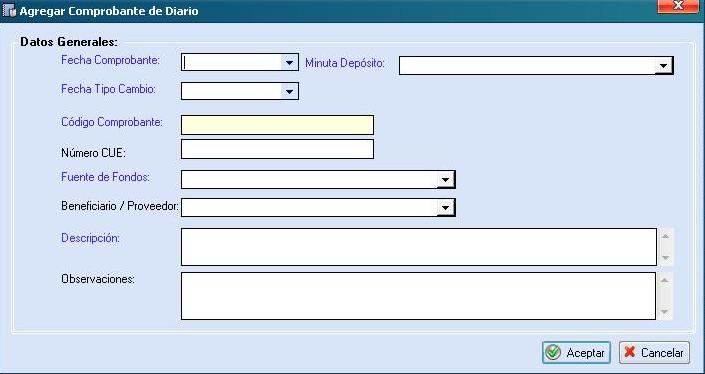 Agregar Comprobante de Diario
Datos Generales:
Fecha Comprobante:
Minuta Depósito:
Fecha Tipo Cambio:
Código Comprobante:
Número CUE:
Fuente de Fondos:
Beneficiario / Proveedor:
Descripción:
Observaciones:
Aceptar
Cancelar